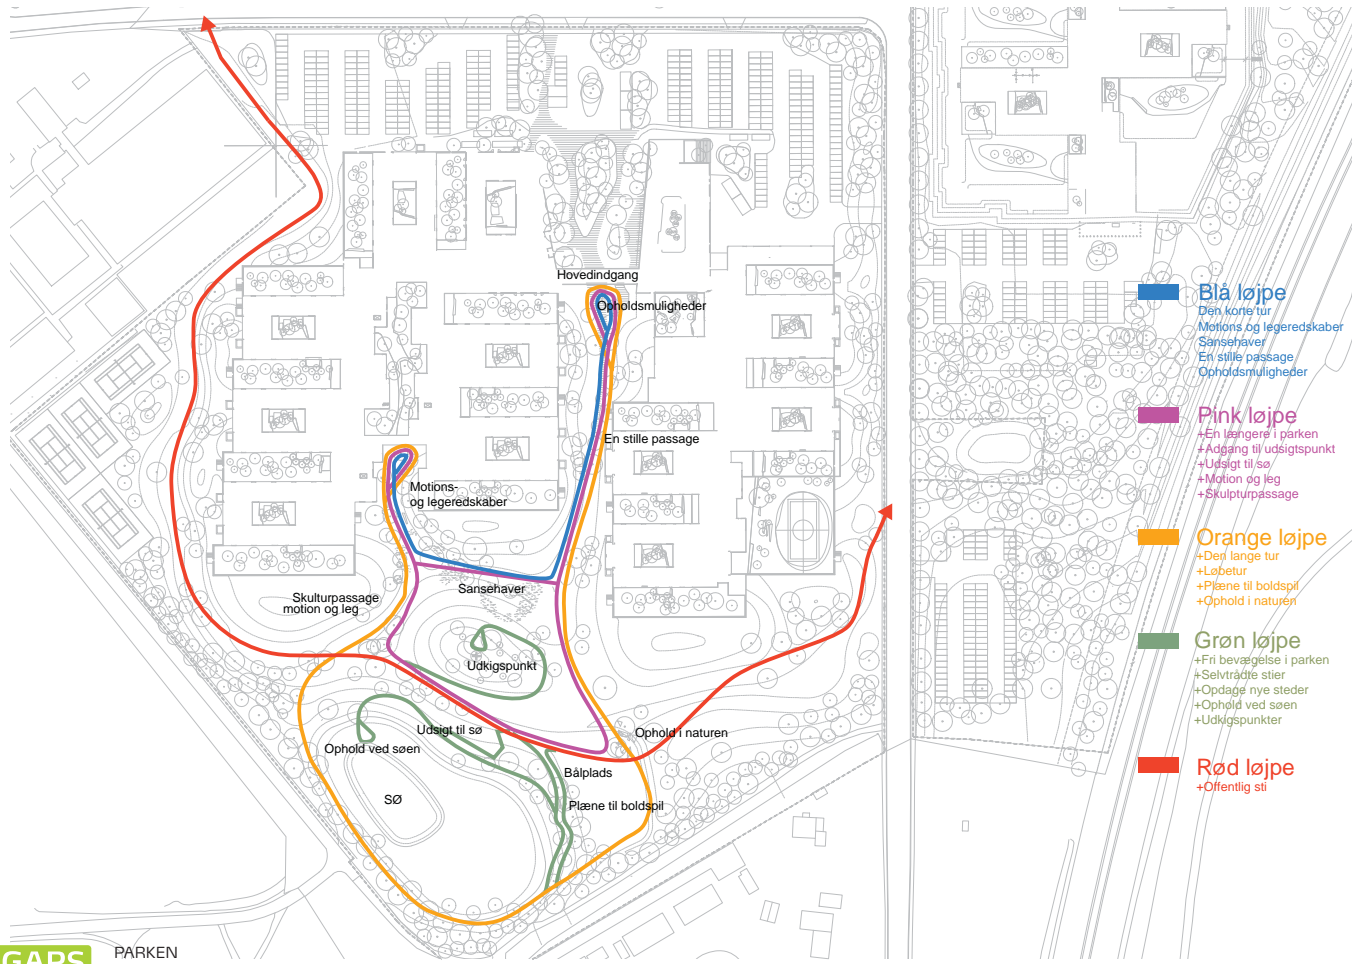 Hovedindgang
Opholdsmuligheder
En stille passage
Motions-
og legeredskaber
Sansehaver
Skulturpassage
motion og leg
Udkigspunkt
Udsigt til sø
Ophold i naturen
Ophold ved søen
Bålplads
SØ
Plæne til boldspil
Blå løjpe
Den korte tur
Motions og legeredskaber
Sansehaver
En stille passage
Opholdsmuligheder
Pink løjpe
+En længere i parken
+Adgang til udsigtspunkt
+Udsigt til sø
+Motion og leg
+Skulpturpassage
Orange løjpe
+Den lange tur
+Løbetur
+Plæne til boldspil
+Ophold i naturen
Grøn løjpe
+Fri bevægelse i parken
+Selvtrådte stier
+Opdage nye steder
+Ophold ved søen
+Udkigspunkter
Rød løjpe
+Offentlig sti
GAPS
PARKEN